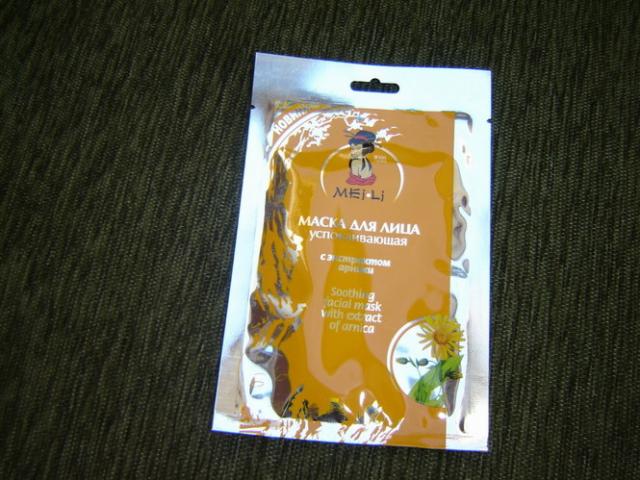 MEi·Li
МАСКА ДЛЯ ЛИЦА
успокаивающая
с экстрактом
арники
Soothing
facial mask
with extract
of arnica